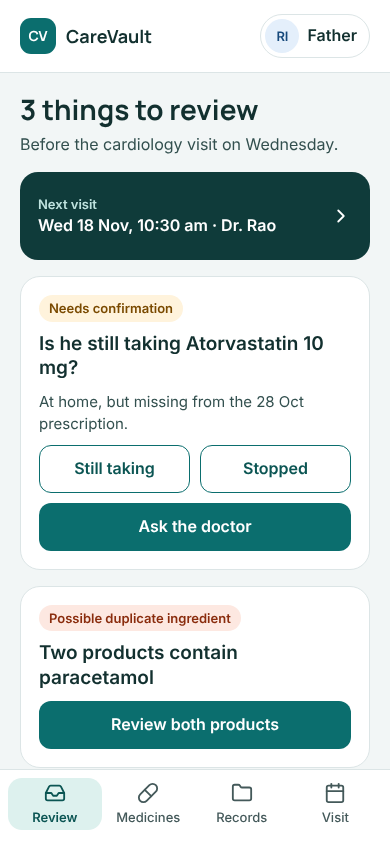 CV
CareVault
RI
Father
3 things to review
Before the cardiology visit on Wednesday.
Next visit
Wed 18 Nov, 10:30 am · Dr. Rao
Needs confirmation
Is he still taking Atorvastatin 10
mg?
At home, but missing from the 28 Oct
prescription.
Still taking
Stopped
Ask the doctor
Possible duplicate ingredient
Two products contain
paracetamol
Review both products
Review
Medicines
Records
Visit